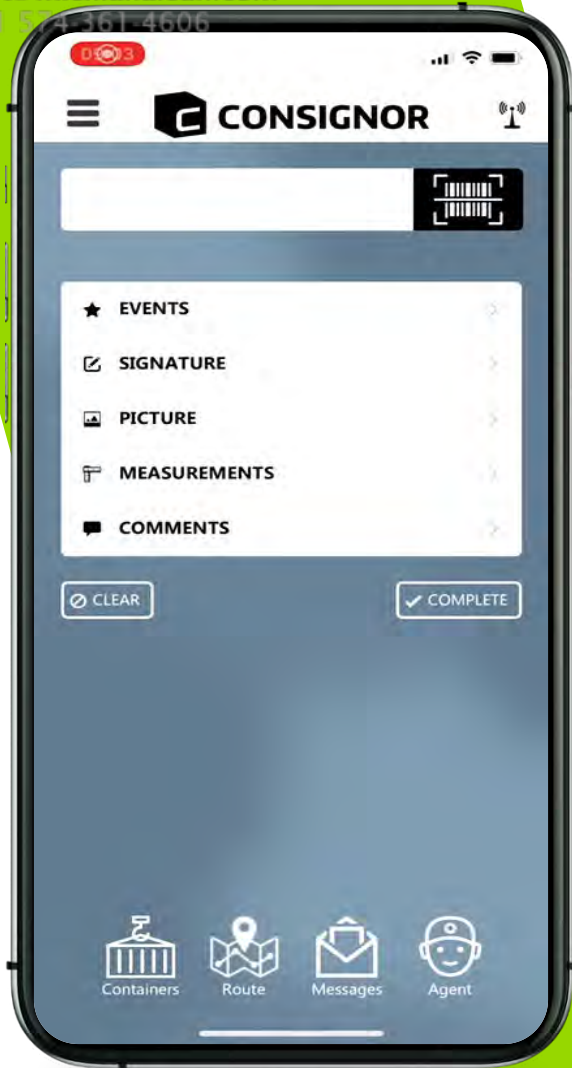 574-361-4606
CONSIGNOR
EVENTS
SIGNATURE
PICTURE
MEASUREMENTS
COMMENTS
CLEAR
COMPLETE
Containers
Route
Messages
Agent